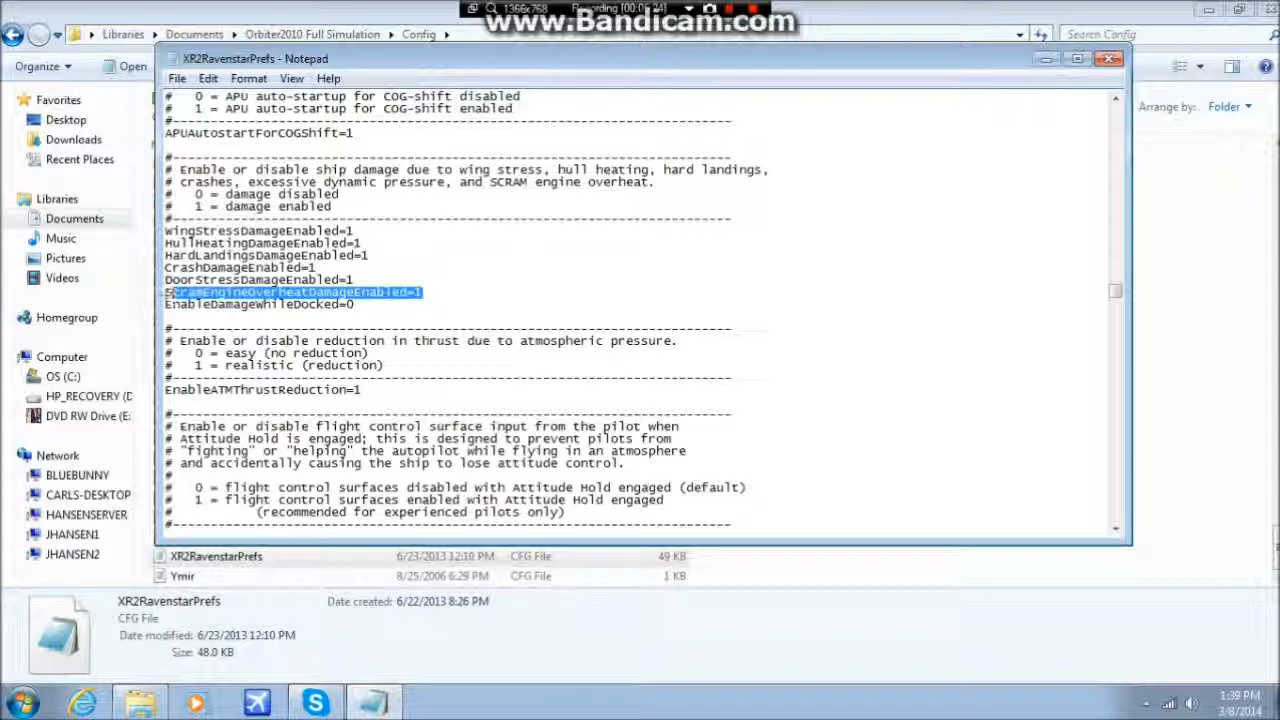 1366x768
Recording [00:05:24]
www.Bandicam.com
Libraries
Documents
Orbiter2010 Full Simulation
Config
Search Config
Organize
Open
Arrange by:
Folder
Favorites
Desktop
Downloads
Recent Places
Libraries
Documents
Music
Pictures
Videos
Homegroup
Computer
OS (C:)
HP_RECOVERY (D
DVD RW Drive (E:
Network
BLUEBUNNY
CARLS-DESKTOP
HANSENSERVER
JHANSEN1
JHANSEN2
XR2RavenstarPrefs - Notepad
File Edit Format View Help
#   0 = APU auto-startup for COG-shift disabled
#   1 = APU auto-startup for COG-shift enabled
#---------------------------------------------------------------------------
APUAutostartForCOGShift=1
#---------------------------------------------------------------------------
# Enable or disable ship damage due to wing stress, hull heating, hard landings,
# crashes, excessive dynamic pressure, and SCRAM engine overheat.
#   0 = damage disabled
#   1 = damage enabled
#---------------------------------------------------------------------------
WingStressDamageEnabled=1
HullHeatingDamageEnabled=1
HardLandingsDamageEnabled=1
CrashDamageEnabled=1
DoorStressDamageEnabled=1
ScramEngineOverheatDamageEnabled=1
EnableDamageWhileDocked=0
#---------------------------------------------------------------------------
# Enable or disable reduction in thrust due to atmospheric pressure.
#   0 = easy (no reduction)
#   1 = realistic (reduction)
#---------------------------------------------------------------------------
EnableATMThrustReduction=1
#---------------------------------------------------------------------------
# Enable or disable flight control surface input from the pilot when
# Attitude Hold is engaged; this is designed to prevent pilots from
# "fighting" or "helping" the autopilot while flying in an atmosphere
# and accidentally causing the ship to lose attitude control.
#
#   0 = flight control surfaces disabled with Attitude Hold engaged (default)
#   1 = flight control surfaces enabled with Attitude Hold engaged
#       (recommended for experienced pilots only)
#---------------------------------------------------------------------------
XR2RavenstarPrefs 6/23/2013 12:10 PM CFG File 49 KB
Ymir 8/25/2006 6:29 PM CFG File 1 KB
XR2RavenstarPrefs Date created: 6/22/2013 8:26 PM
CFG File
Date modified: 6/23/2013 12:10 PM
Size: 48.0 KB
1:39 PM
3/8/2014